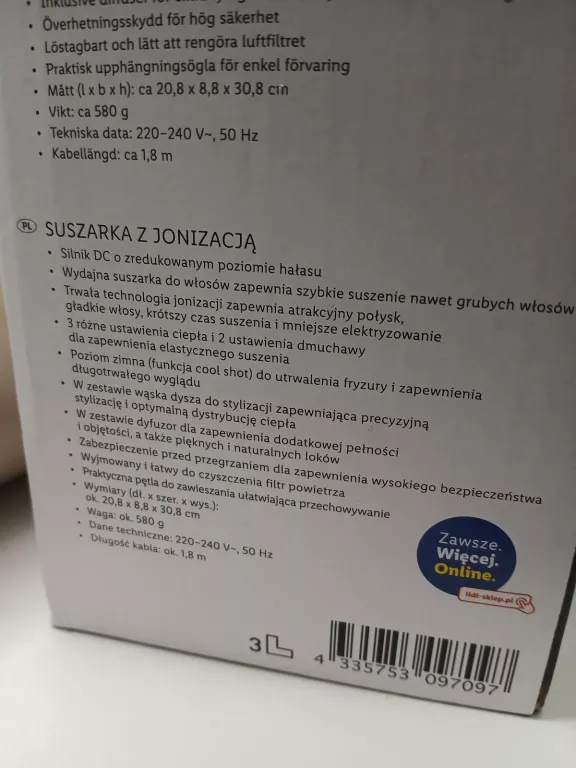 • Överhetningsskydd för hög säkerhet
• Löstagbart och lätt att rengöra luftfiltret
• Praktisk upphängningsögla för enkel förvaring
• Mått (l x b x h): ca 20,8 x 8,8 x 30,8 cm
• Vikt: ca 580 g
• Tekniska data: 220–240 V~, 50 Hz
• Kabellängd: ca 1,8 m
PL SUSZARKA Z JONIZACJĄ
• Silnik DC o zredukowanym poziomie hałasu
• Wydajna suszarka do włosów zapewnia szybkie suszenie nawet grubych włosów
• Trwała technologia jonizacji zapewnia atrakcyjny połysk,
gładkie włosy, krótszy czas suszenia i mniejsze elektryzowanie
• 3 różne ustawienia ciepła i 2 ustawienia dmuchawy
dla zapewnienia elastycznego suszenia
• Poziom zimna (funkcja cool shot) do utrwalenia fryzury i zapewnienia
długotrwałego wyglądu
• W zestawie wąska dysza do stylizacji zapewniająca precyzyjną
stylizację i optymalną dystrybucję ciepła
• W zestawie dyfuzor dla zapewnienia dodatkowej pełności
i objętości, a także pięknych i naturalnych loków
• Zabezpieczenie przed przegrzaniem dla zapewnienia wysokiego bezpieczeństwa
• Wyjmowany i łatwy do czyszczenia filtr powietrza
• Praktyczna pętla do zawieszania ułatwiająca przechowywanie
• Wymiary (dł. x szer. x wys.):
ok. 20,8 x 8,8 x 30,8 cm
• Waga: ok. 580 g
• Dane techniczne: 220–240 V~, 50 Hz
• Długość kabla: ok. 1,8 m
Zawsze.
Więcej.
Online.
lidl-sklep.pl
3
4 335753 097097